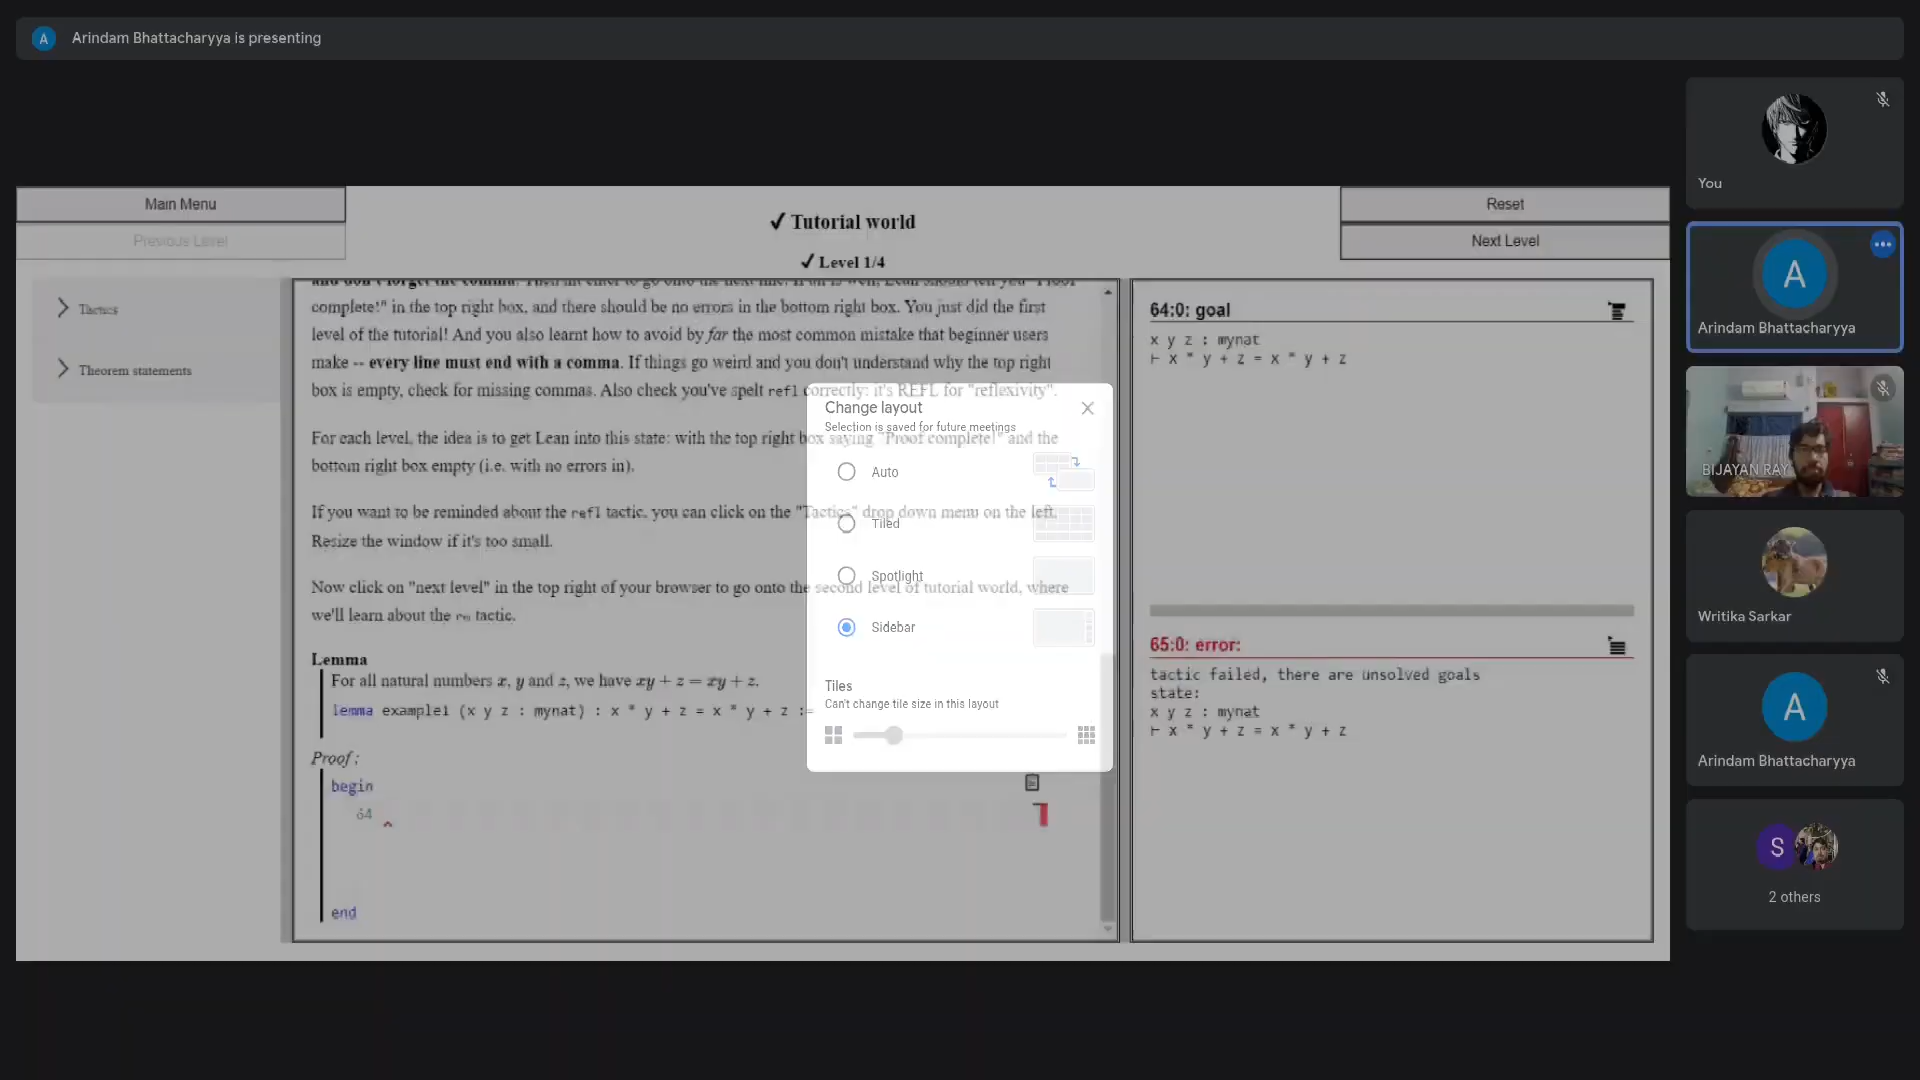 A
Arindam Bhattacharyya is presenting
Main Menu
Previous Level
✓ Tutorial world
✓ Level 1/4
Reset
Next Level
Tactics
Theorem statements
and don't forget the comma.
complete!" in the top right box, and there should be no errors in the bottom right box. You just did the first
level of the tutorial! And you also learnt how to avoid by far the most common mistake that beginner users
make -- every line must end with a comma. If things go weird and you don't understand why the top right
box is empty, check for missing commas. Also check you've spelt refl correctly: it's REFL for "reflexivity".
For each level, the idea is to get Lean into this state: with the top right box saying "Proof complete!" and the
bottom right box empty (i.e. with no errors in).
If you want to be reminded about the refl tactic, you can click on the "Tactics" drop down menu on the left.
Resize the window if it's too small.
Now click on "next level" in the top right of your browser to go onto the second level of tutorial world, where
we'll learn about the rw tactic.
Lemma
For all natural numbers x, y and z, we have xy + z = xy + z.
lemma example1 (x y z : mynat) : x * y + z = x * y + z :=
Proof :
begin
64
end
Change layout
Selection is saved for future meetings
Auto
Tiled
Spotlight
Sidebar
Tiles
Can't change tile size in this layout
64:0: goal
x y z : mynat
⊢ x * y + z = x * y + z
65:0: error:
tactic failed, there are unsolved goals
state:
x y z : mynat
⊢ x * y + z = x * y + z
You
A
Arindam Bhattacharyya
BIJAYAN RAY
Writika Sarkar
A
Arindam Bhattacharyya
S
2 others